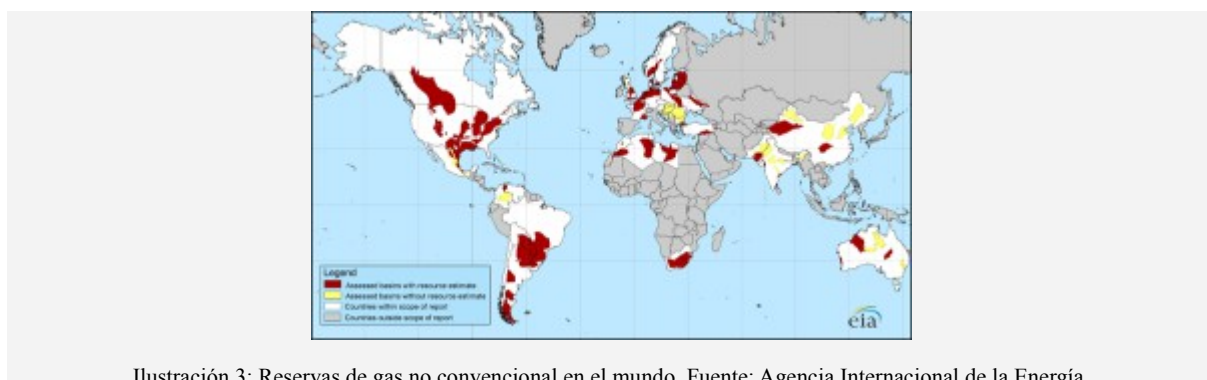 Legend
Assessed basins with resource estimate
Assessed basins without resource estimate
Countries within scope of report
Countries outside scope of report
eia
Ilustración 3: Reservas de gas no convencional en el mundo. Fuente: Agencia Internacional de la Energía